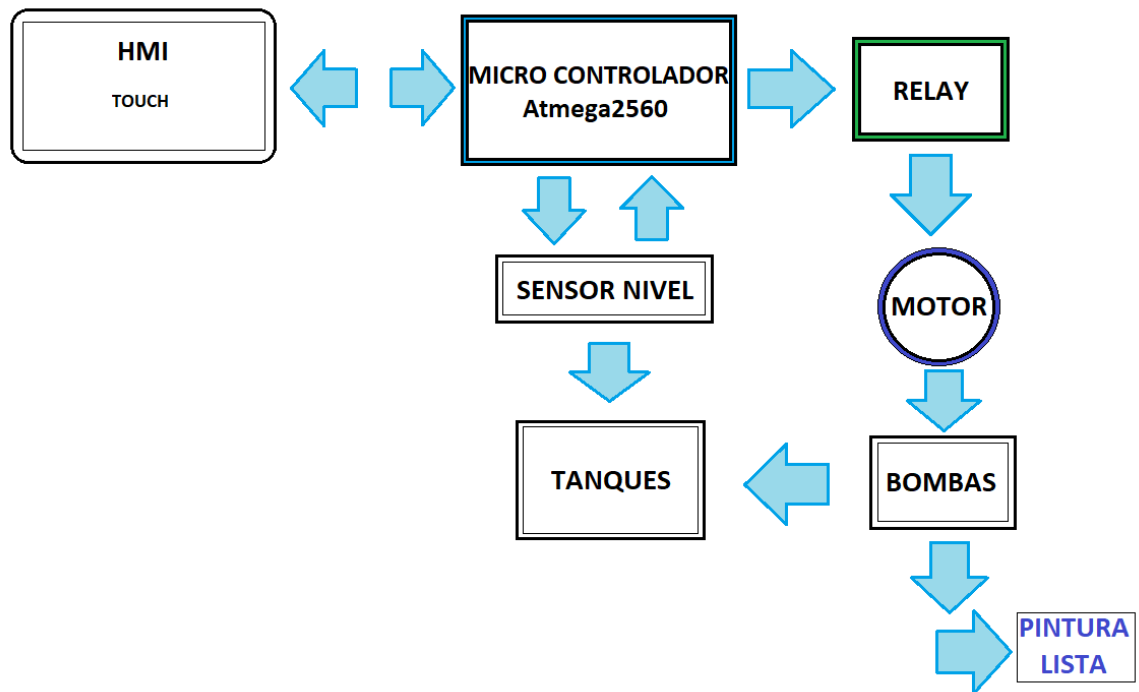 HMI
TOUCH
MICRO CONTROLADOR
Atmega2560
RELAY
SENSOR NIVEL
MOTOR
TANQUES
BOMBAS
PINTURA
LISTA